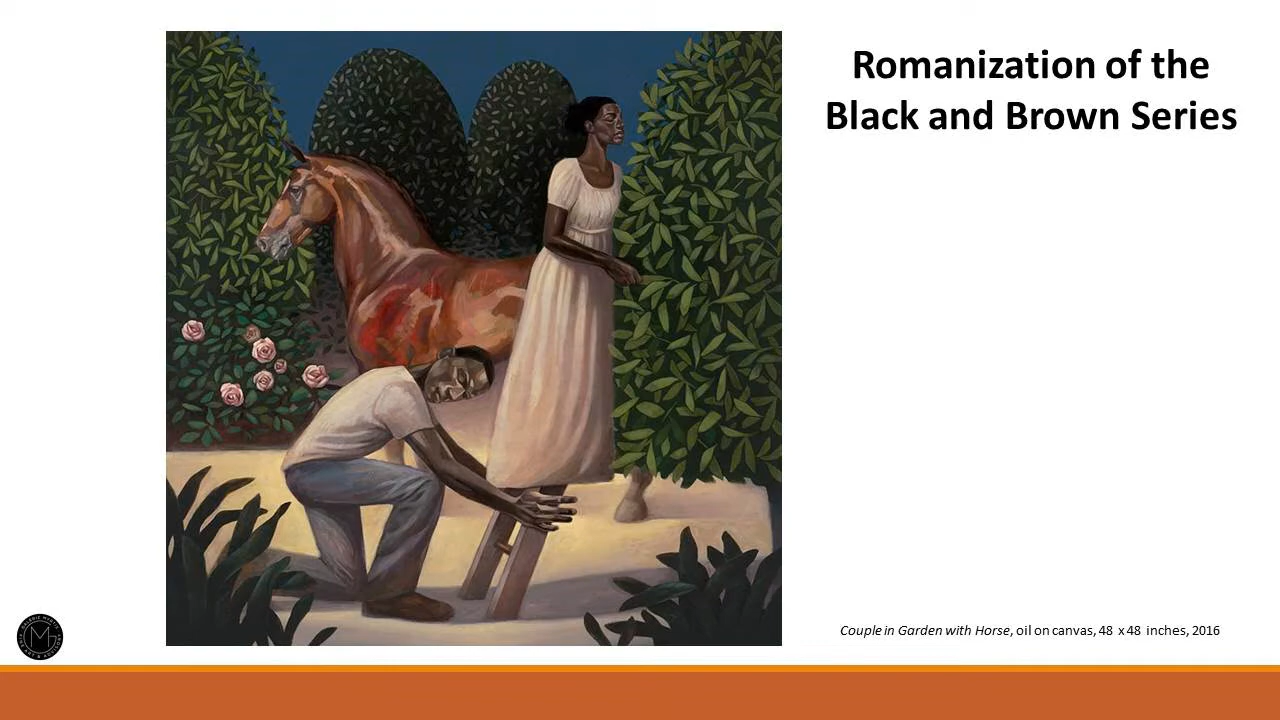 Romanization of the
Black and Brown Series
Couple in Garden with Horse, oil on canvas, 48 x 48 inches, 2016